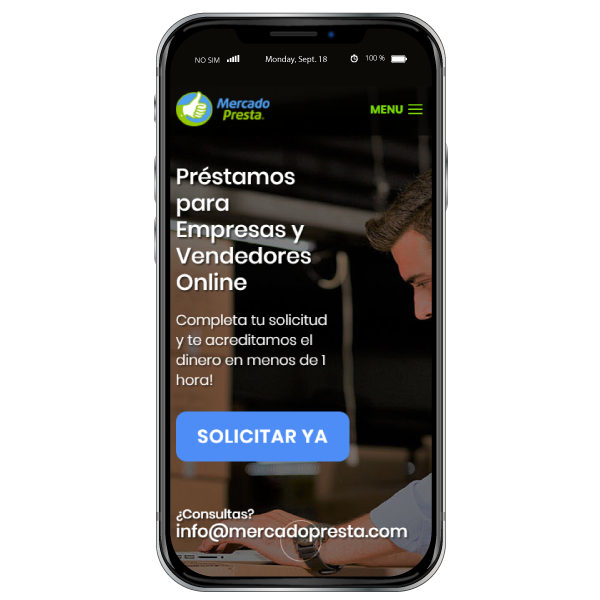 NO SIM
Monday, Sept. 18
100 %
Mercado
Presta.
MENU
Préstamos
para
Empresas y
Vendedores
Online
Completa tu solicitud
y te acreditamos el
dinero en menos de 1
hora!
SOLICITAR YA
¿Consultas?
info@mercadopresta.com